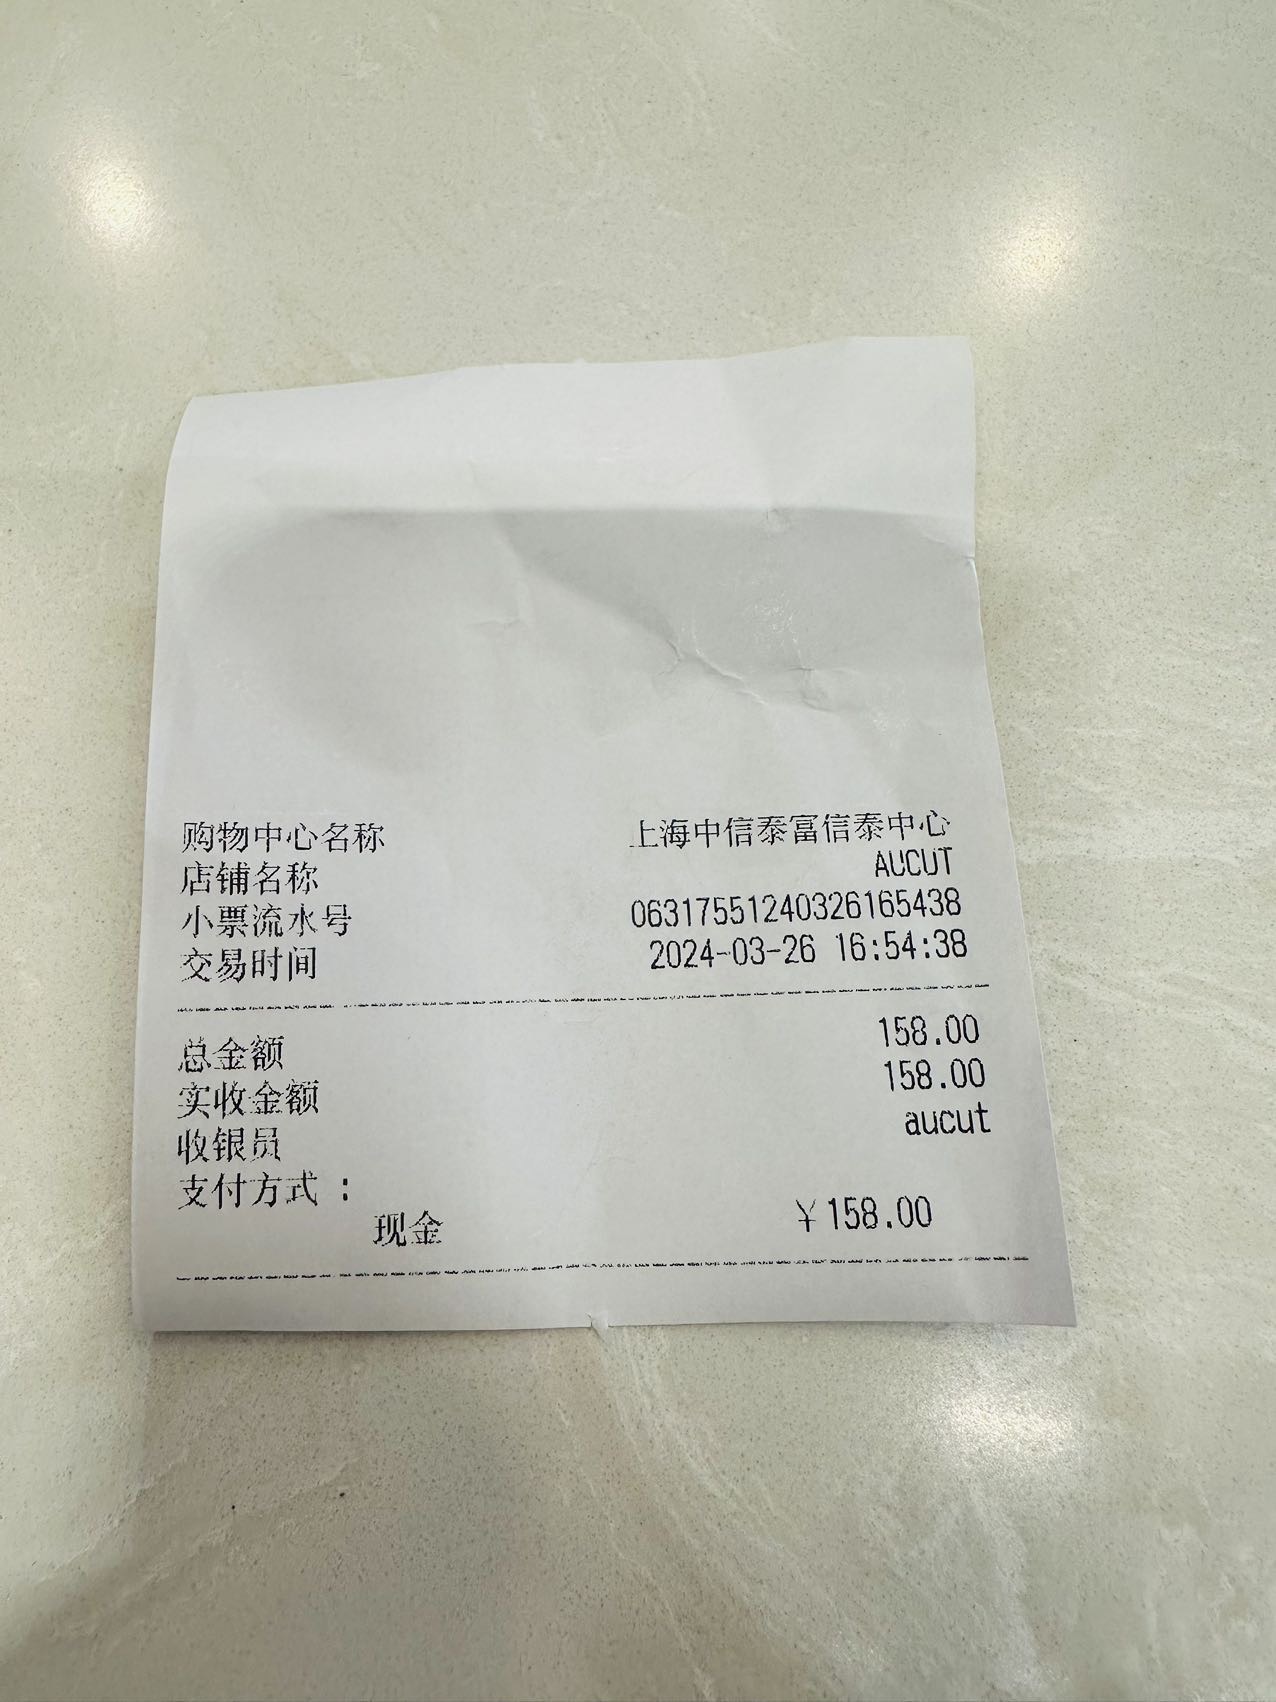 购物中心名称 上海中信泰富信泰中心
店铺名称 AUCUT
小票流水号 06317551240326165438
交易时间 2024-03-26 16:54:38
总金额 158.00
实收金额 158.00
收银员 aucut
支付方式 :
现金 ¥158.00